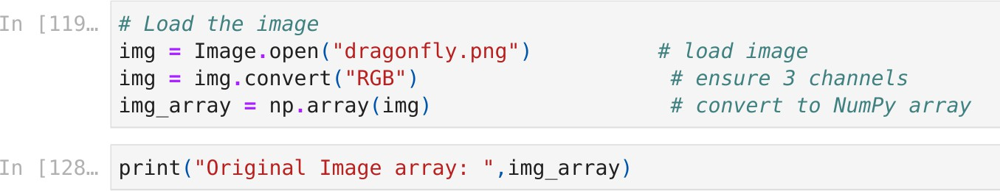 In [119… # Load the image
img = Image.open("dragonfly.png")          # load image
img = img.convert("RGB")                    # ensure 3 channels
img_array = np.array(img)                   # convert to NumPy array
In [128… print("Original Image array: ",img_array)